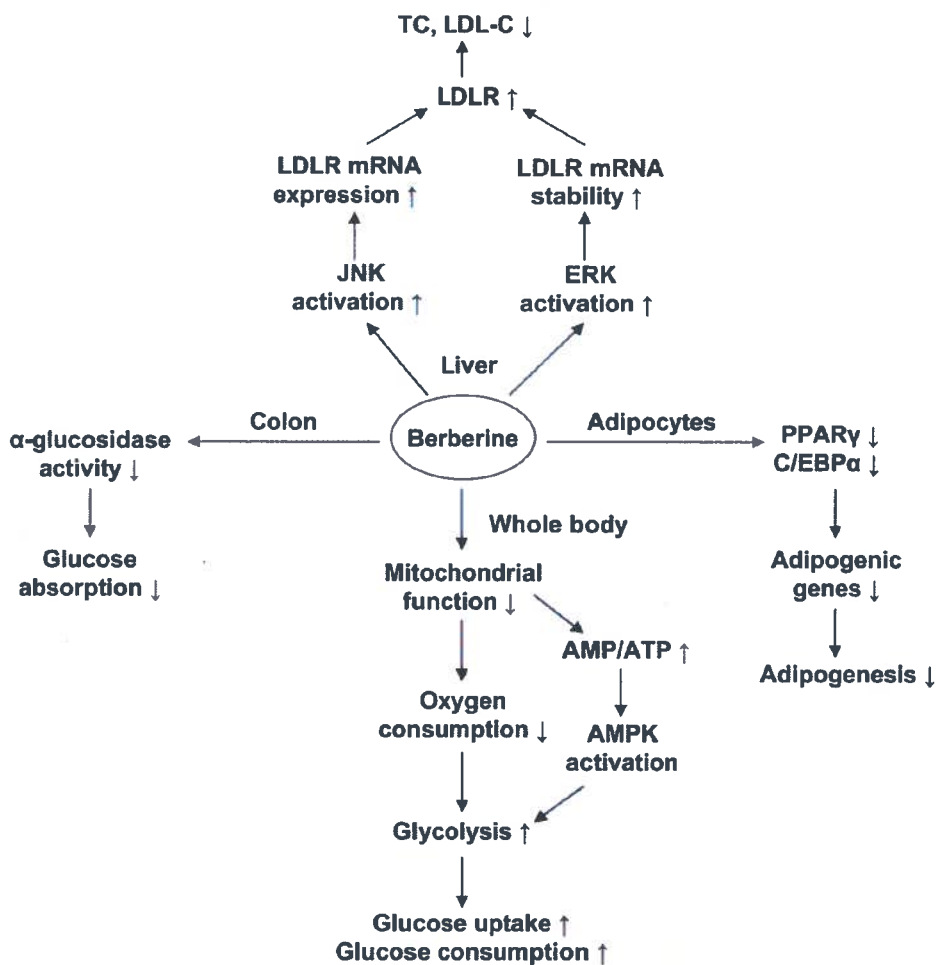 TC, LDL-C ↓
LDLR ↑
LDLR mRNA
expression ↑
LDLR mRNA
stability ↑
JNK
activation ↑
ERK
activation ↑
Liver
Colon
Berberine
Adipocytes
α-glucosidase
activity ↓
PPARγ ↓
C/EBPα ↓
Whole body
Glucose
absorption ↓
Mitochondrial
function ↓
Adipogenic
genes ↓
AMP/ATP ↑
Adipogenesis ↓
Oxygen
consumption ↓
AMPK
activation
Glycolysis ↑
Glucose uptake ↑
Glucose consumption ↑